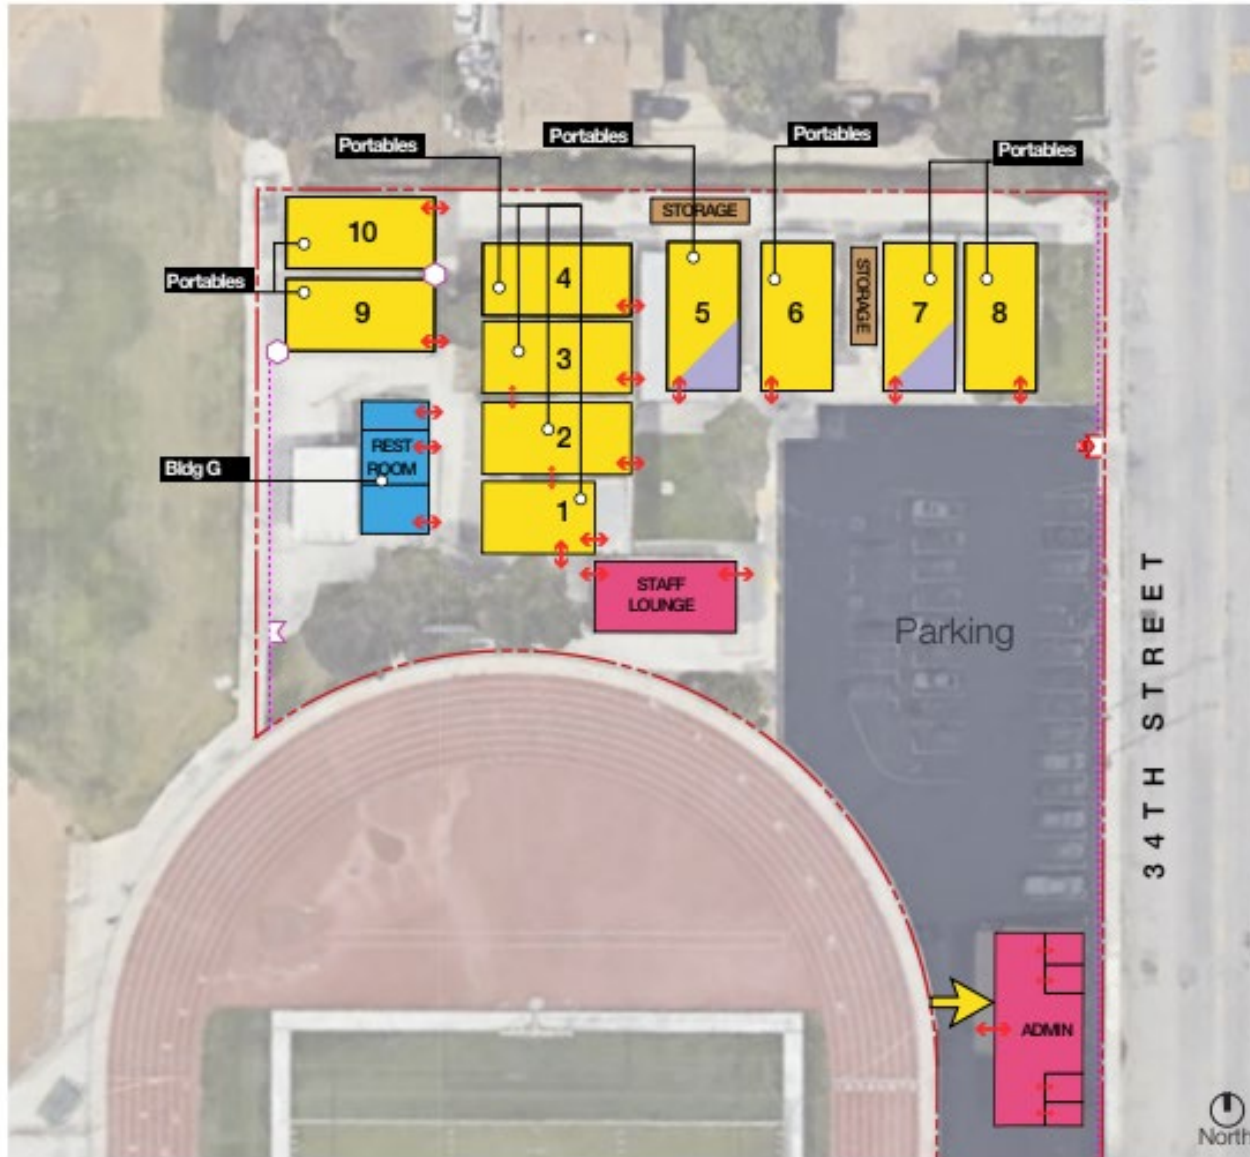 Portables
Portables
Portables
Portables
STORAGE
10
Portables
9
4
3
2
1
5
6
STORAGE
7
8
REST
ROOM
Bldg G
STAFF
LOUNGE
Parking
34TH STREET
ADMIN
North